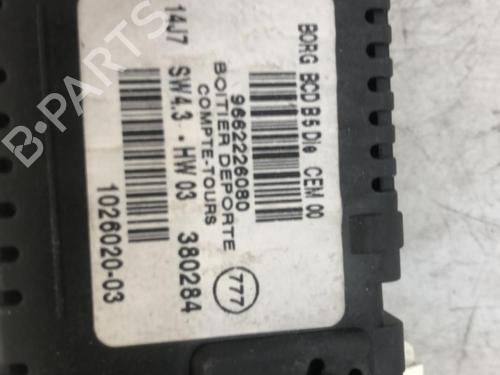 BORG BCD B5 Die CEM 00
9662226080
BOITIER DEPORTE
COMPTE-TOURS
777
14J7 SW4.3 • HW 03 380284
1026020-03
B-PARTS